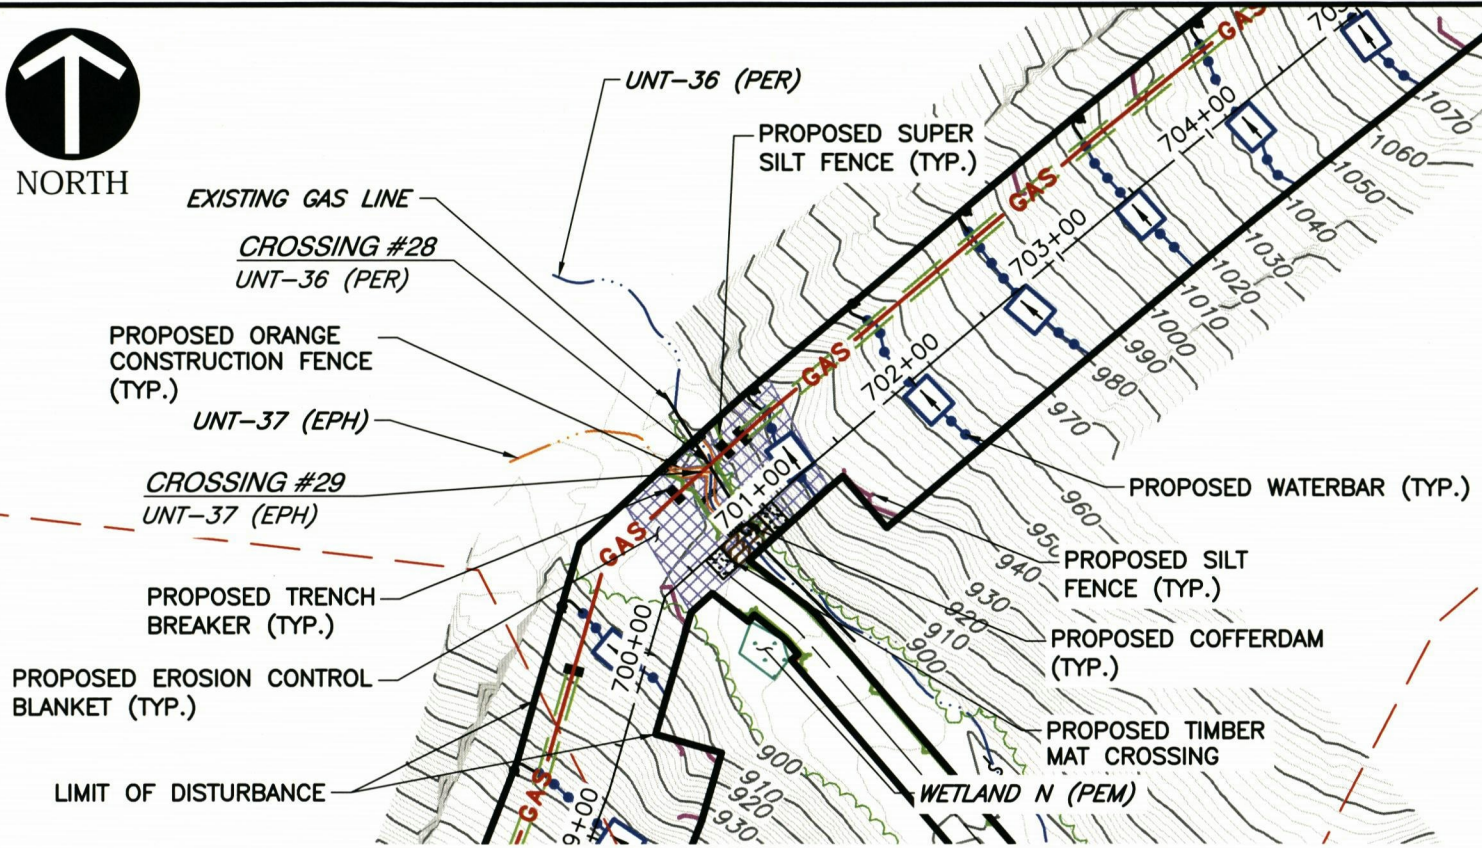 NORTH
UNT-36 (PER)
PROPOSED SUPER
SILT FENCE (TYP.)
EXISTING GAS LINE
CROSSING #28
UNT-36 (PER)
PROPOSED ORANGE
CONSTRUCTION FENCE
(TYP.)
UNT-37 (EPH)
CROSSING #29
UNT-37 (EPH)
PROPOSED TRENCH
BREAKER (TYP.)
PROPOSED EROSION CONTROL
BLANKET (TYP.)
LIMIT OF DISTURBANCE
GAS
GAS
GAS
GAS
GAS
704+00
703+00
702+00
701+00
700+00
9+00
1070
1060
1050
1040
1030
1020
1010
1000
990
980
970
960
940
930
920
910
900
PROPOSED WATERBAR (TYP.)
PROPOSED SILT
FENCE (TYP.)
PROPOSED COFFERDAM
(TYP.)
PROPOSED TIMBER
MAT CROSSING
WETLAND N (PEM)
900
910
920
930